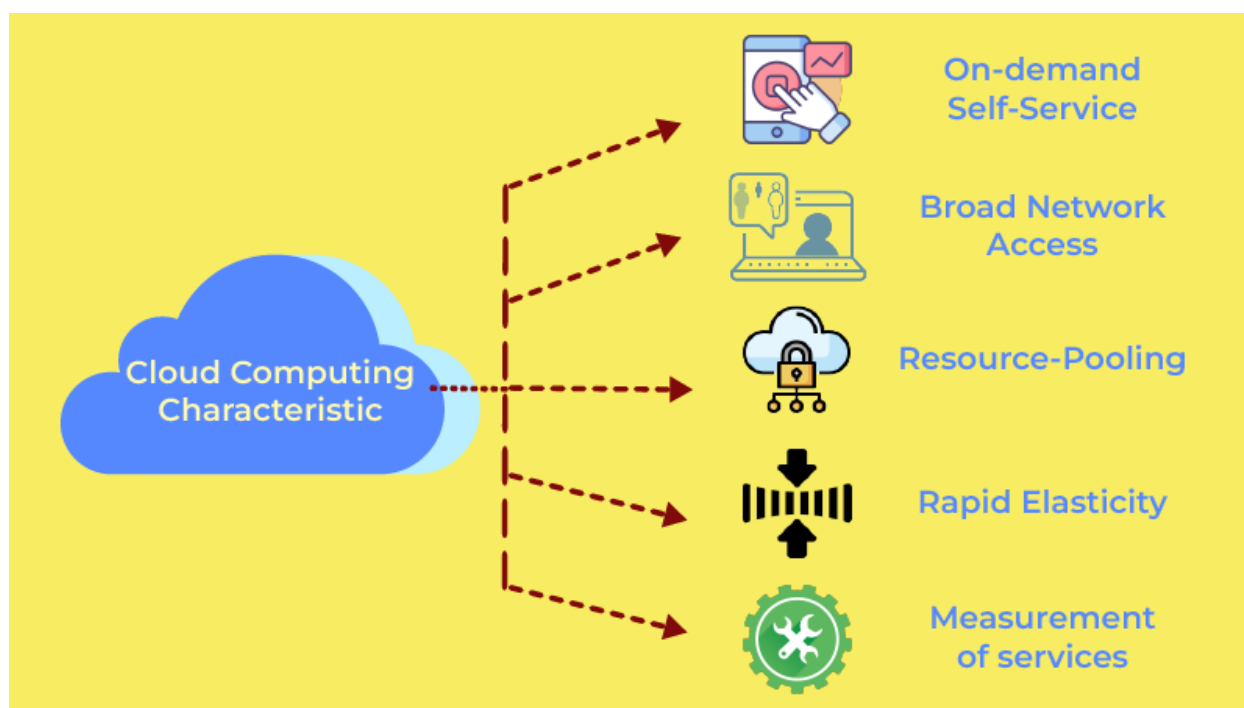 On-demand
Self-Service
Broad Network
Access
Cloud Computing
Characteristic
Resource-Pooling
Rapid Elasticity
Measurement
of services